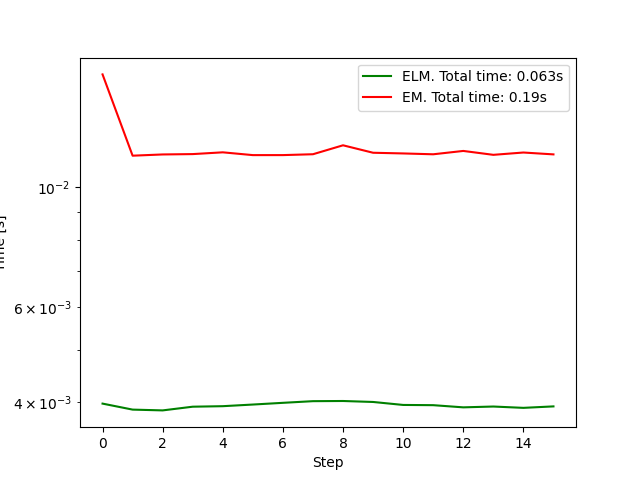 ELM. Total time: 0.063s
EM. Total time: 0.19s
10⁻²
6 × 10⁻³
4 × 10⁻³
0 2 4 6 8 10 12 14
Step
[s]